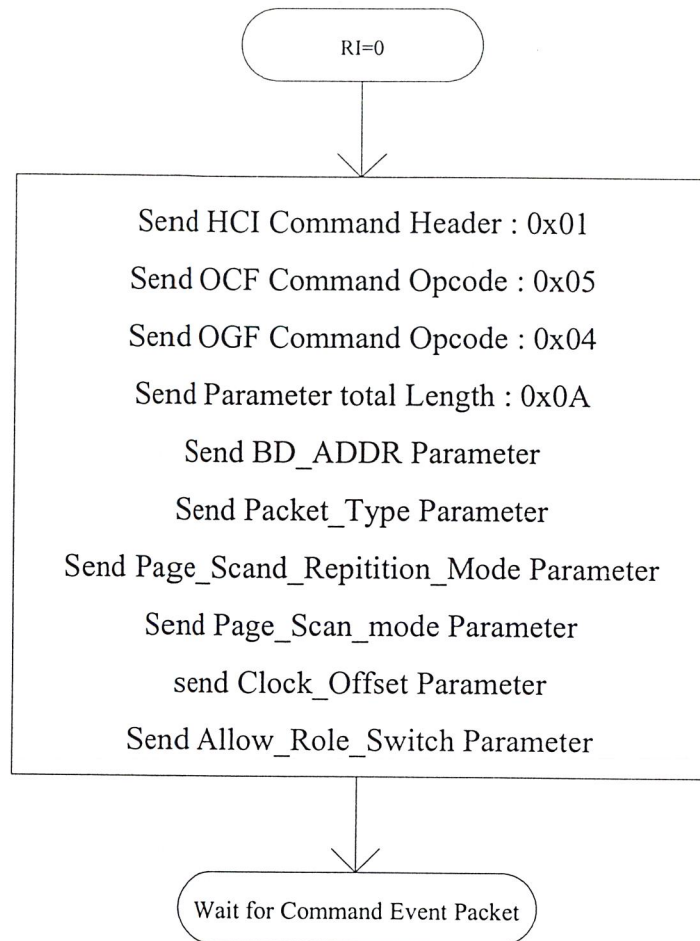 RI=0
Send HCI Command Header : 0x01
Send OCF Command Opcode : 0x05
Send OGF Command Opcode : 0x04
Send Parameter total Length : 0x0A
Send BD_ADDR Parameter
Send Packet_Type Parameter
Send Page_Scand_Repitition_Mode Parameter
Send Page_Scan_mode Parameter
send Clock_Offset Parameter
Send Allow_Role_Switch Parameter
Wait for Command Event Packet